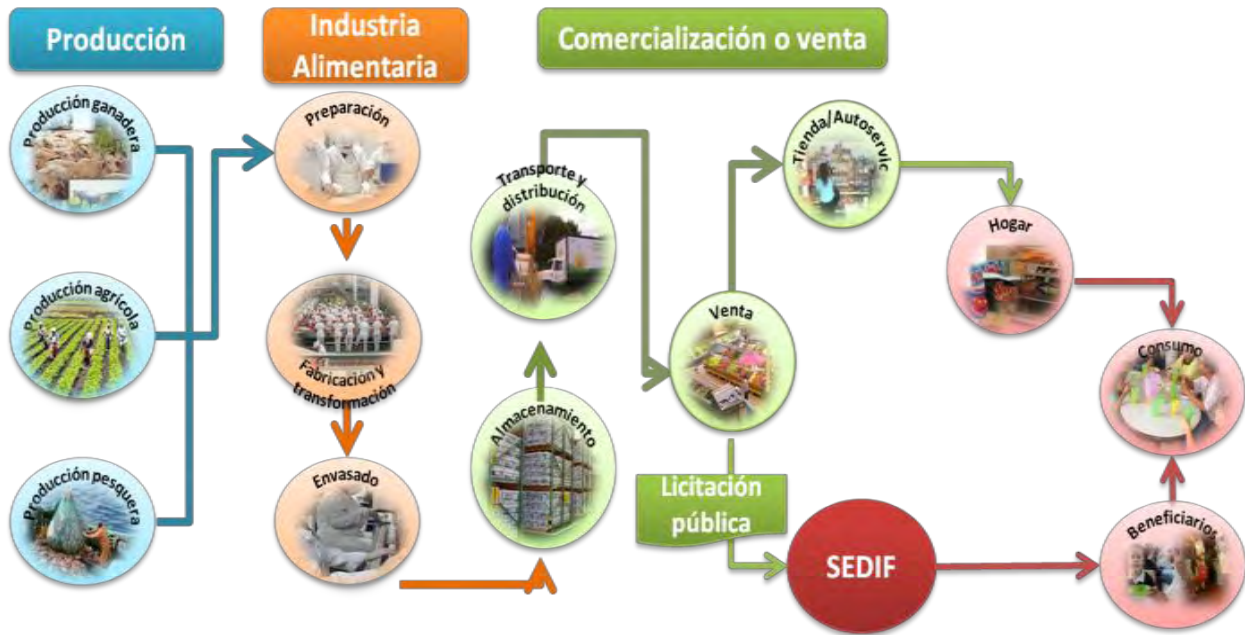 Producción
Industria
Alimentaria
Comercialización o venta
Producción ganadera
Producción agrícola
Producción pesquera
Preparación
Fabricación y
transformación
Envasado
Transporte y
distribución
Almacenamiento
Venta
Tienda/Autoservic
Licitación
pública
SEDIF
Hogar
Consumo
Beneficiarios